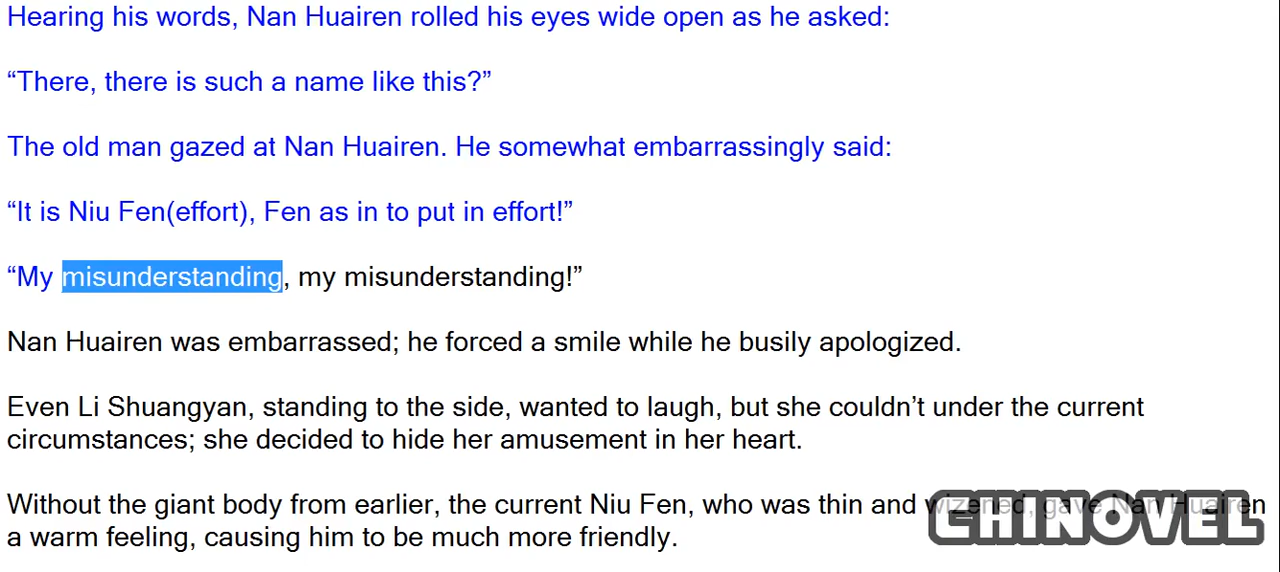 Hearing his words, Nan Huairen rolled his eyes wide open as he asked:
“There, there is such a name like this?”
The old man gazed at Nan Huairen. He somewhat embarrassingly said:
“It is Niu Fen(effort), Fen as in to put in effort!”
“My misunderstanding, my misunderstanding!”
Nan Huairen was embarrassed; he forced a smile while he busily apologized.
Even Li Shuangyan, standing to the side, wanted to laugh, but she couldn’t under the current
circumstances; she decided to hide her amusement in her heart.
Without the giant body from earlier, the current Niu Fen, who was thin and wizened, gave Nan Huairen
a warm feeling, causing him to be much more friendly.
CHINOVEL